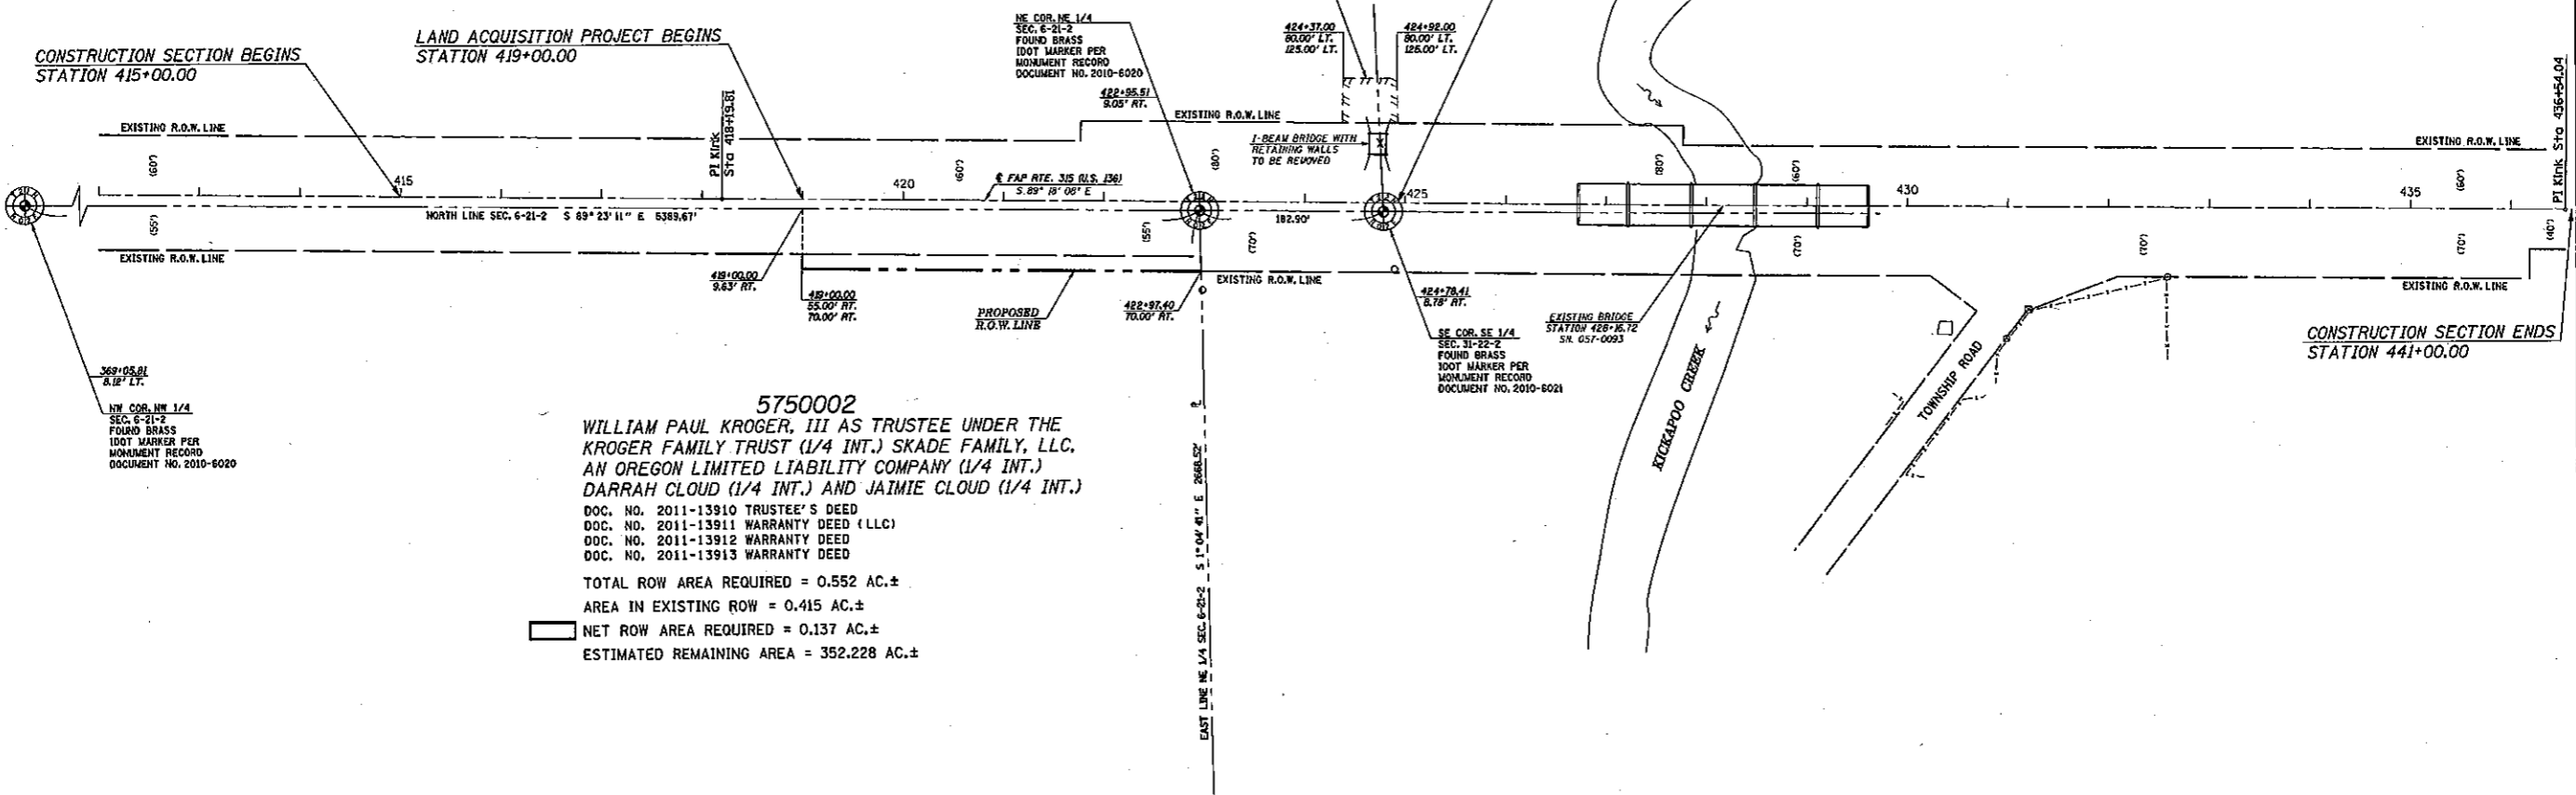 CONSTRUCTION SECTION BEGINS
STATION 415+00.00
LAND ACQUISITION PROJECT BEGINS
STATION 419+00.00
NE COR. NE 1/4
SEC. 6-21-2
FOUND BRASS
IDOT MARKER PER
MONUMENT RECORD
DOCUMENT NO. 2010-6020
422+95.51
9.05' RT.
424+37.00
80.00' LT.
125.00' LT.
424+92.00
80.00' LT.
125.00' LT.
PI Kink
Sta 418+19.81
PI Kink Sta 436+54.04
EXISTING R.O.W. LINE
EXISTING R.O.W. LINE
EXISTING R.O.W. LINE
I-BEAM BRIDGE WITH
RETAINING WALLS
TO BE REMOVED
(60')
(60')
(80')
(80')
(60')
(60')
415
420
425
430
435
℄ FAP RTE. 315 (U.S. 136)
S 89° 18' 08" E
NORTH LINE SEC. 6-21-2 S 89° 23' 11" E 5389.67'
182.90'
(55')
(55')
(70')
(70')
(70')
(70')
(40')
EXISTING R.O.W. LINE
EXISTING R.O.W. LINE
EXISTING R.O.W. LINE
419+00.00
9.63' RT.
419+00.00
55.00' RT.
70.00' RT.
PROPOSED
R.O.W. LINE
422+97.40
70.00' RT.
424+78.41
8.78' RT.
SE COR. SE 1/4
SEC. 31-22-2
FOUND BRASS
IDOT MARKER PER
MONUMENT RECORD
DOCUMENT NO. 2010-6021
EXISTING BRIDGE
STATION 428+16.72
SN. 057-0093
KICKAPOO CREEK
TOWNSHIP ROAD
CONSTRUCTION SECTION ENDS
STATION 441+00.00
369+05.81
8.12' LT.
NW COR. NW 1/4
SEC. 6-21-2
FOUND BRASS
IDOT MARKER PER
MONUMENT RECORD
DOCUMENT NO. 2010-6020
5750002
WILLIAM PAUL KROGER, III AS TRUSTEE UNDER THE
KROGER FAMILY TRUST (1/4 INT.) SKADE FAMILY, LLC,
AN OREGON LIMITED LIABILITY COMPANY (1/4 INT.)
DARRAH CLOUD (1/4 INT.) AND JAIMIE CLOUD (1/4 INT.)
DOC. NO. 2011-13910 TRUSTEE'S DEED
DOC. NO. 2011-13911 WARRANTY DEED (LLC)
DOC. NO. 2011-13912 WARRANTY DEED
DOC. NO. 2011-13913 WARRANTY DEED
TOTAL ROW AREA REQUIRED = 0.552 AC.±
AREA IN EXISTING ROW = 0.415 AC.±
NET ROW AREA REQUIRED = 0.137 AC.±
ESTIMATED REMAINING AREA = 352.228 AC.±
EAST LINE NE 1/4 SEC. 6-21-2 S 1° 04' 41" E 2668.52'